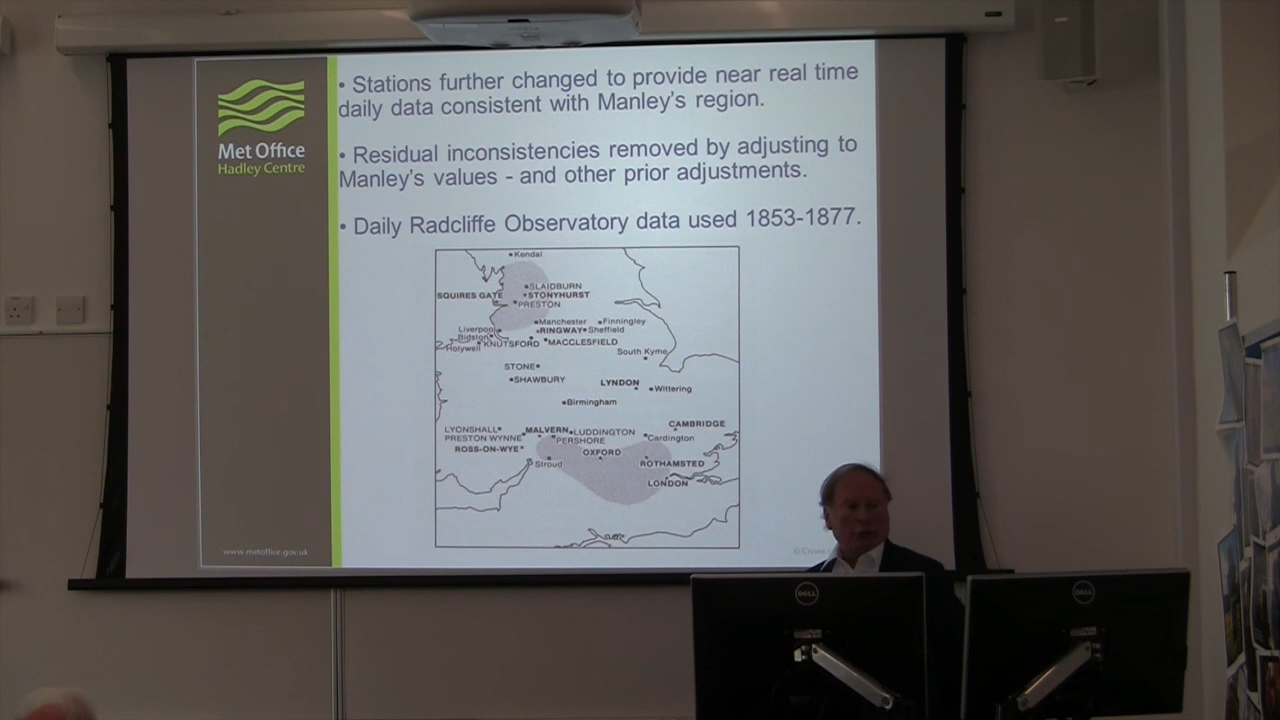 • Stations further changed to provide near real time
daily data consistent with Manley's region.
• Residual inconsistencies removed by adjusting to
Manley's values - and other prior adjustments.
• Daily Radcliffe Observatory data used 1853-1877.
Met Office
Hadley Centre
Kendal
SLAIDBURN
SQUIRES GATE
STONYHURST
PRESTON
Manchester
Finningley
Liverpool
RINGWAY
Sheffield
Bidston
KNUTSFORD
MACCLESFIELD
Holywell
South Kyme
STONE
SHAWBURY
LYNDON
Wittering
Birmingham
CAMBRIDGE
LYONSHALL
MALVERN
LUDDINGTON
PRESTON WYNNE
PERSHORE
Cardington
ROSS-ON-WYE
OXFORD
Stroud
ROTHAMSTED
LONDON
www.metoffice.gov.uk
© Crown
DELL
DELL